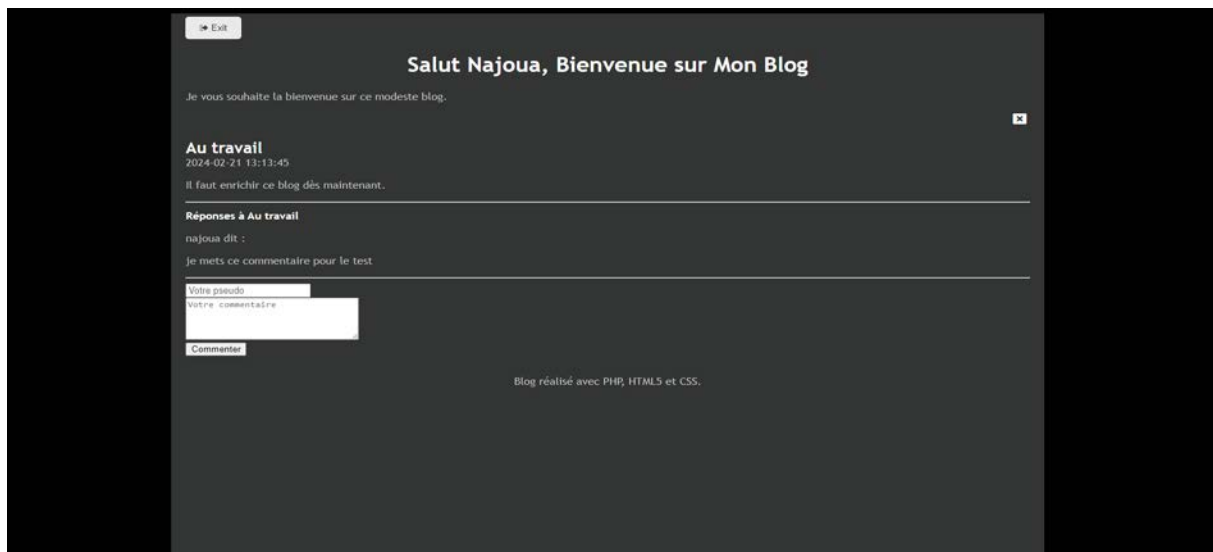 Exit
Salut Najoua, Bienvenue sur Mon Blog
Je vous souhaite la bienvenue sur ce modeste blog.
Au travail
2024-02-21 13:13:45
Il faut enrichir ce blog dès maintenant.
Réponses à Au travail
najoua dit :
je mets ce commentaire pour le test
Votre pseudo
Votre commentaire
Commenter
Blog réalisé avec PHP, HTML5 et CSS.